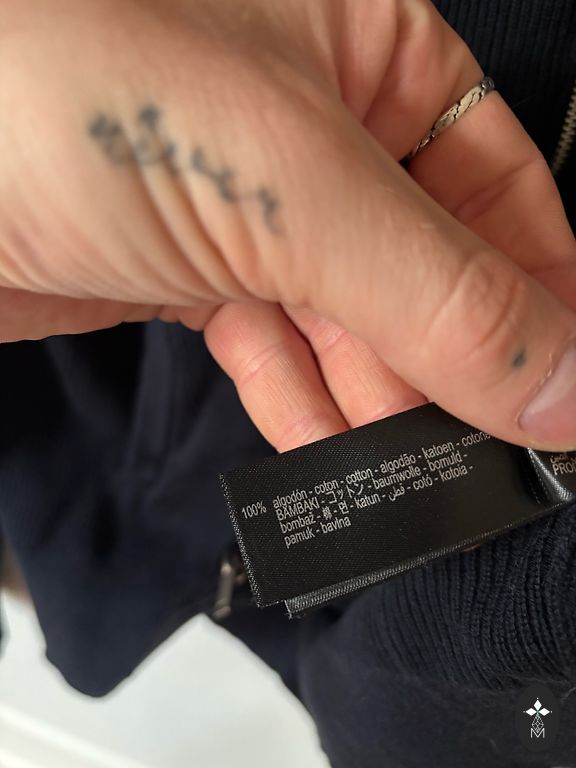 100% algodón - coton - cotton - algodão - katoen - cotone
BAMBAKI - コットン - baumwolle - bomuld -
bombaž - 棉 - 면 - katun - قطن - cotó - kotoia -
pamuk - bavlna
M